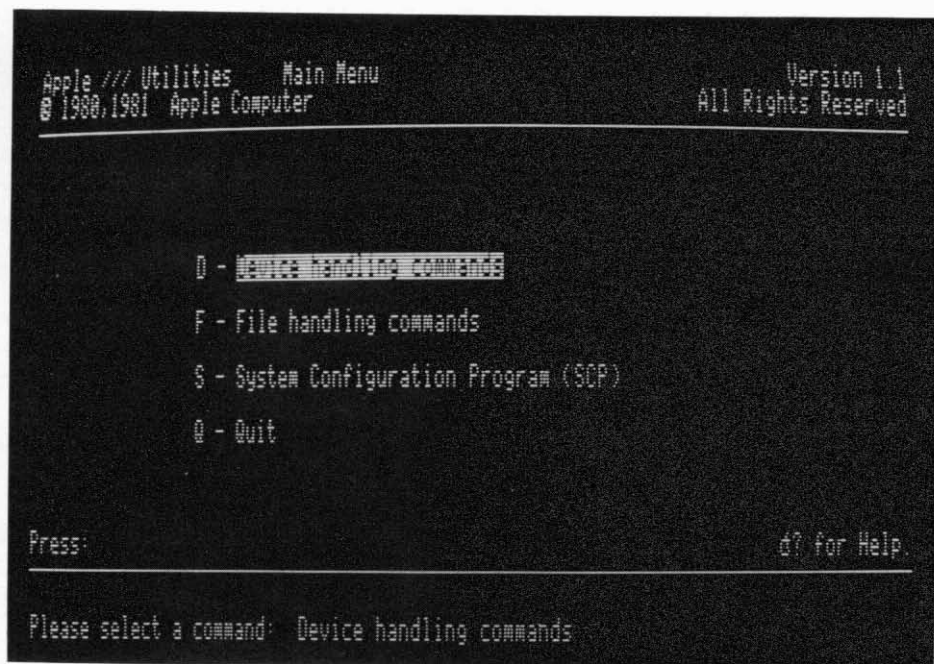 Apple /// Utilities Main Menu Version 1.1
© 1980,1981 Apple Computer All Rights Reserved
D - Device handling commands
F - File handling commands
S - System Configuration Program (SCP)
Q - Quit
Press: ? for Help.
Please select a command: Device handling commands